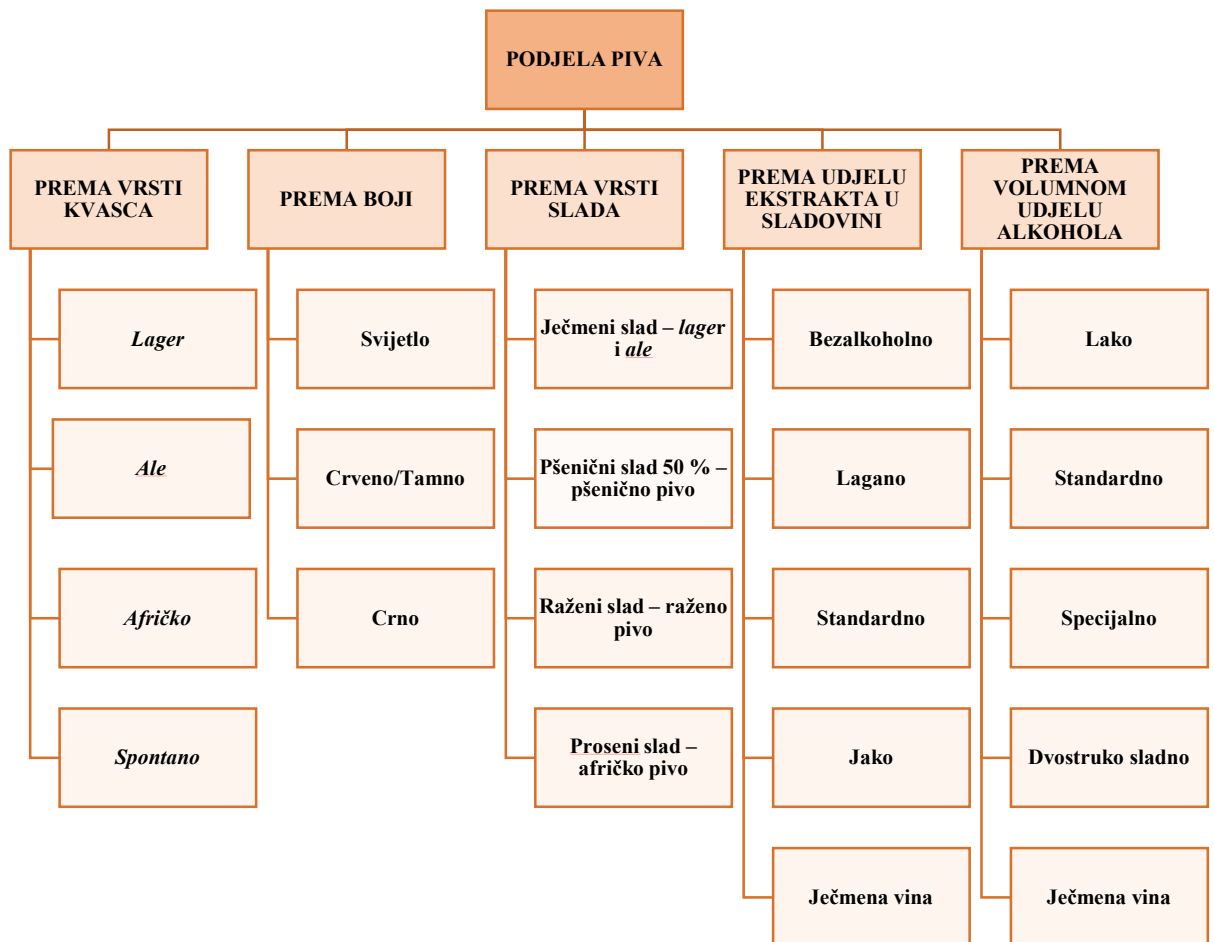 PODJELA PIVA
PREMA VRSTI
KVASCA
PREMA BOJI
PREMA VRSTI
SLADA
PREMA UDJELU
EKSTRAKTA U
SLADOVINI
PREMA
VOLUMNOM
UDJELU
ALKOHOLA
Lager
Ale
Afričko
Spontano
Svijetlo
Crveno/Tamno
Crno
Ječmeni slad – lager
i ale
Pšenični slad 50 % –
pšenično pivo
Raženi slad – raženo
pivo
Proseni slad –
afričko pivo
Bezalkoholno
Lagano
Standardno
Jako
Ječmena vina
Lako
Standardno
Specijalno
Dvostruko sladno
Ječmena vina